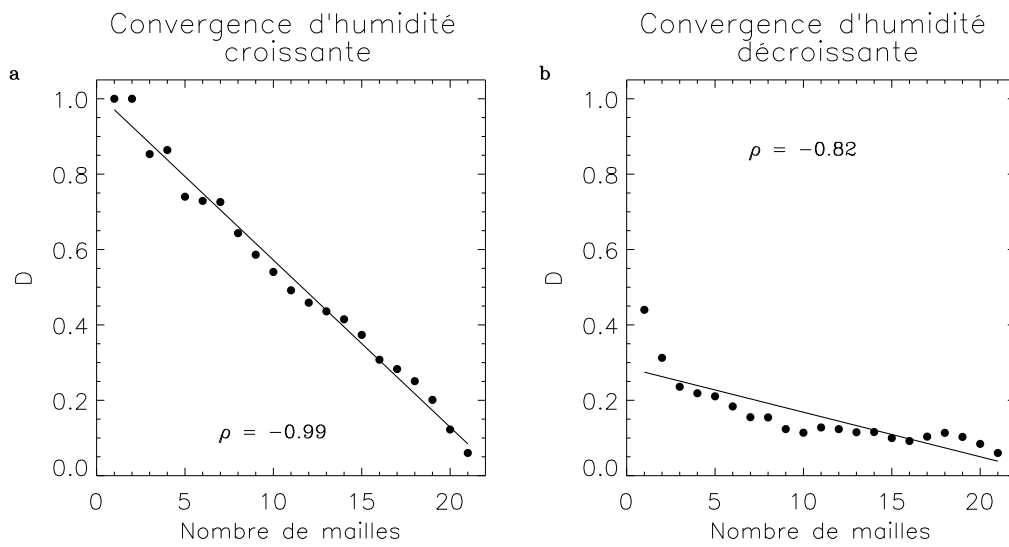 Convergence d'humidité
croissante
a
1.0
0.8
0.6
0.4
0.2
0.0
D
ρ = −0.99
0 5 10 15 20
Nombre de mailles
Convergence d'humidité
décroissante
b
1.0
0.8
0.6
0.4
0.2
0.0
D
ρ = −0.82
0 5 10 15 20
Nombre de mailles